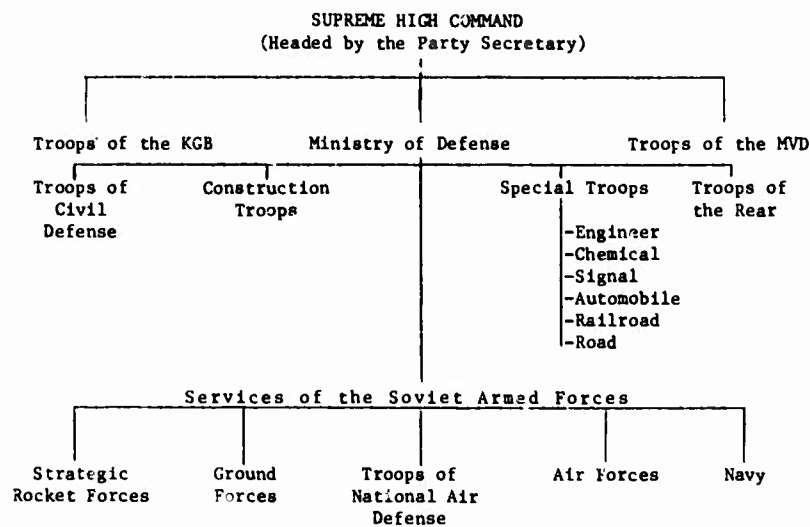 SUPREME HIGH COMMAND
(Headed by the Party Secretary)
Troops of the KGB Ministry of Defense Troops of the MVD
Troops of Civil Defense
Construction Troops
Special Troops
-Engineer
-Chemical
-Signal
-Automobile
-Railroad
-Road
Troops of the Rear
Services of the Soviet Armed Forces
Strategic Rocket Forces
Ground Forces
Troops of National Air Defense
Air Forces
Navy